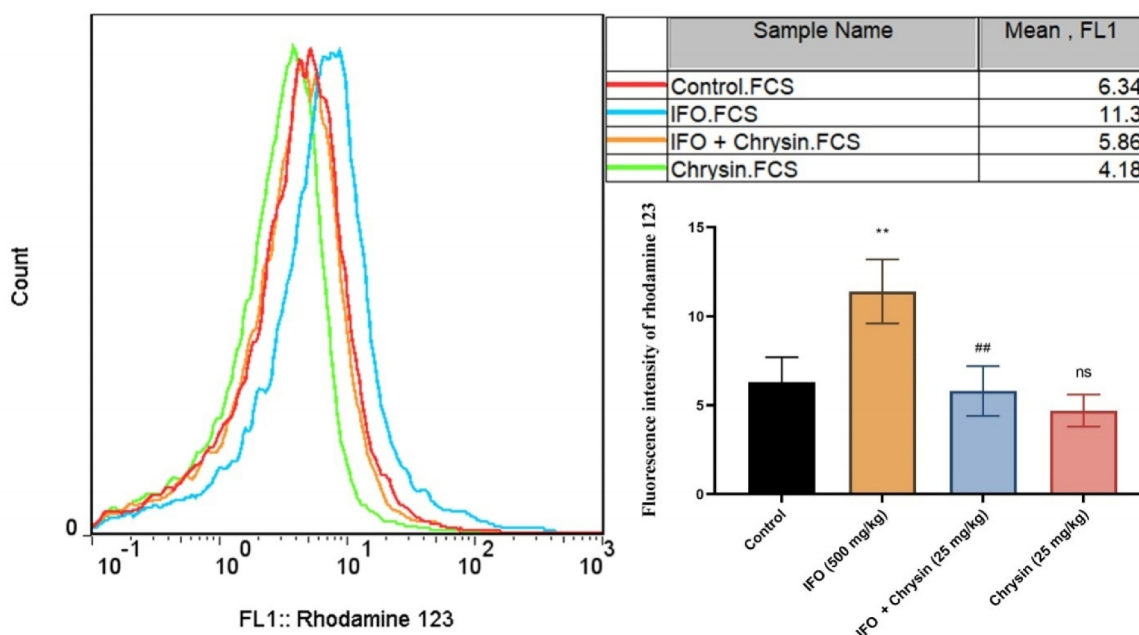 Count
0
10-1
100
101
102
103
FL1:: Rhodamine 123
Sample Name Mean , FL1
Control.FCS 6.34
IFO.FCS 11.3
IFO + Chrysin.FCS 5.86
Chrysin.FCS 4.18
Fluorescence intensity of rhodamine 123
15
10
5
0
**
##
ns
Control
IFO (500 mg/kg)
IFO + Chrysin (25 mg/kg)
Chrysin (25 mg/kg)